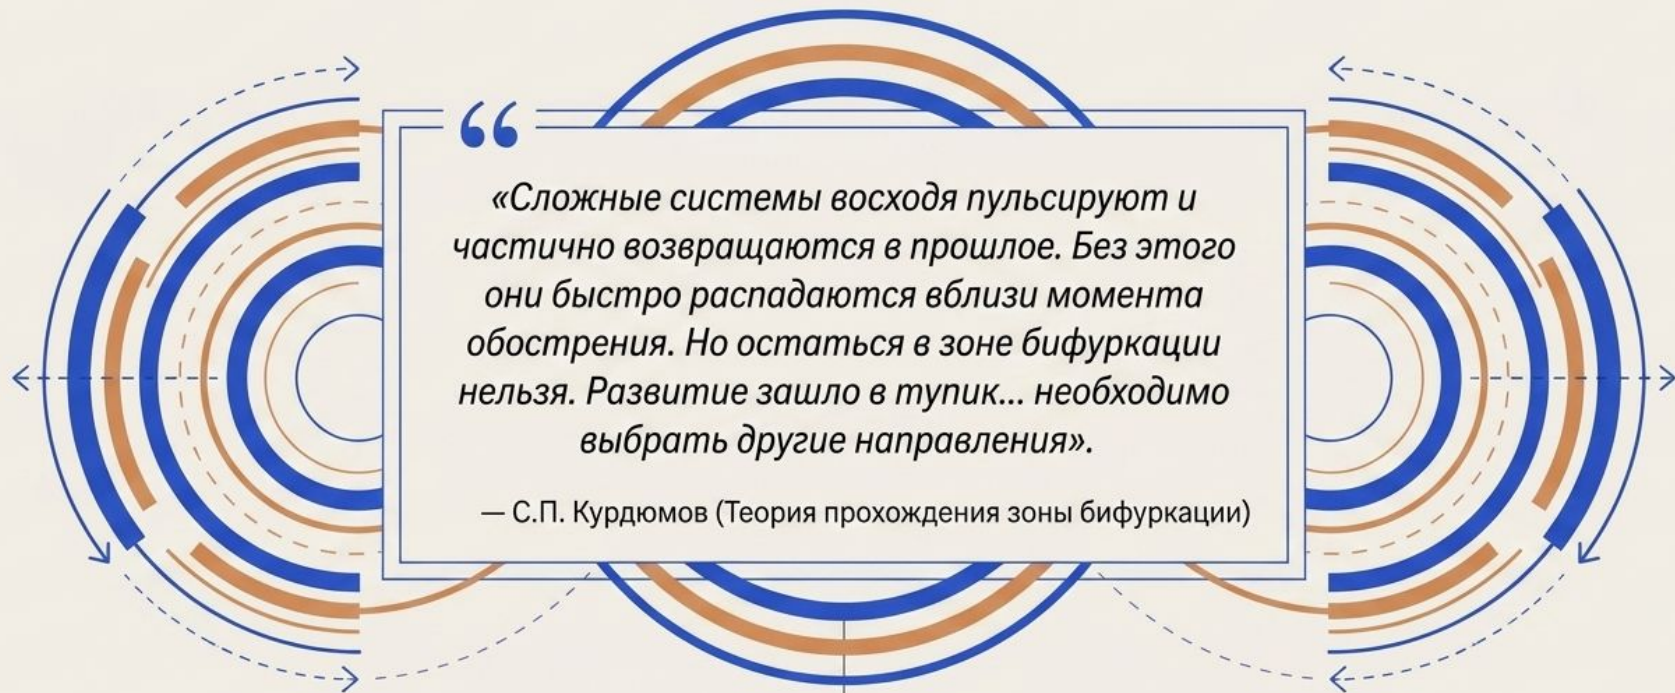 “
«Сложные системы восходя пульсируют и
частично возвращаются в прошлое. Без этого
они быстро распадаются вблизи момента
обострения. Но остаться в зоне бифуркации
нельзя. Развитие зашло в тупик... необходимо
выбрать другие направления».
— С.П. Курдюмов (Теория прохождения зоны бифуркации)